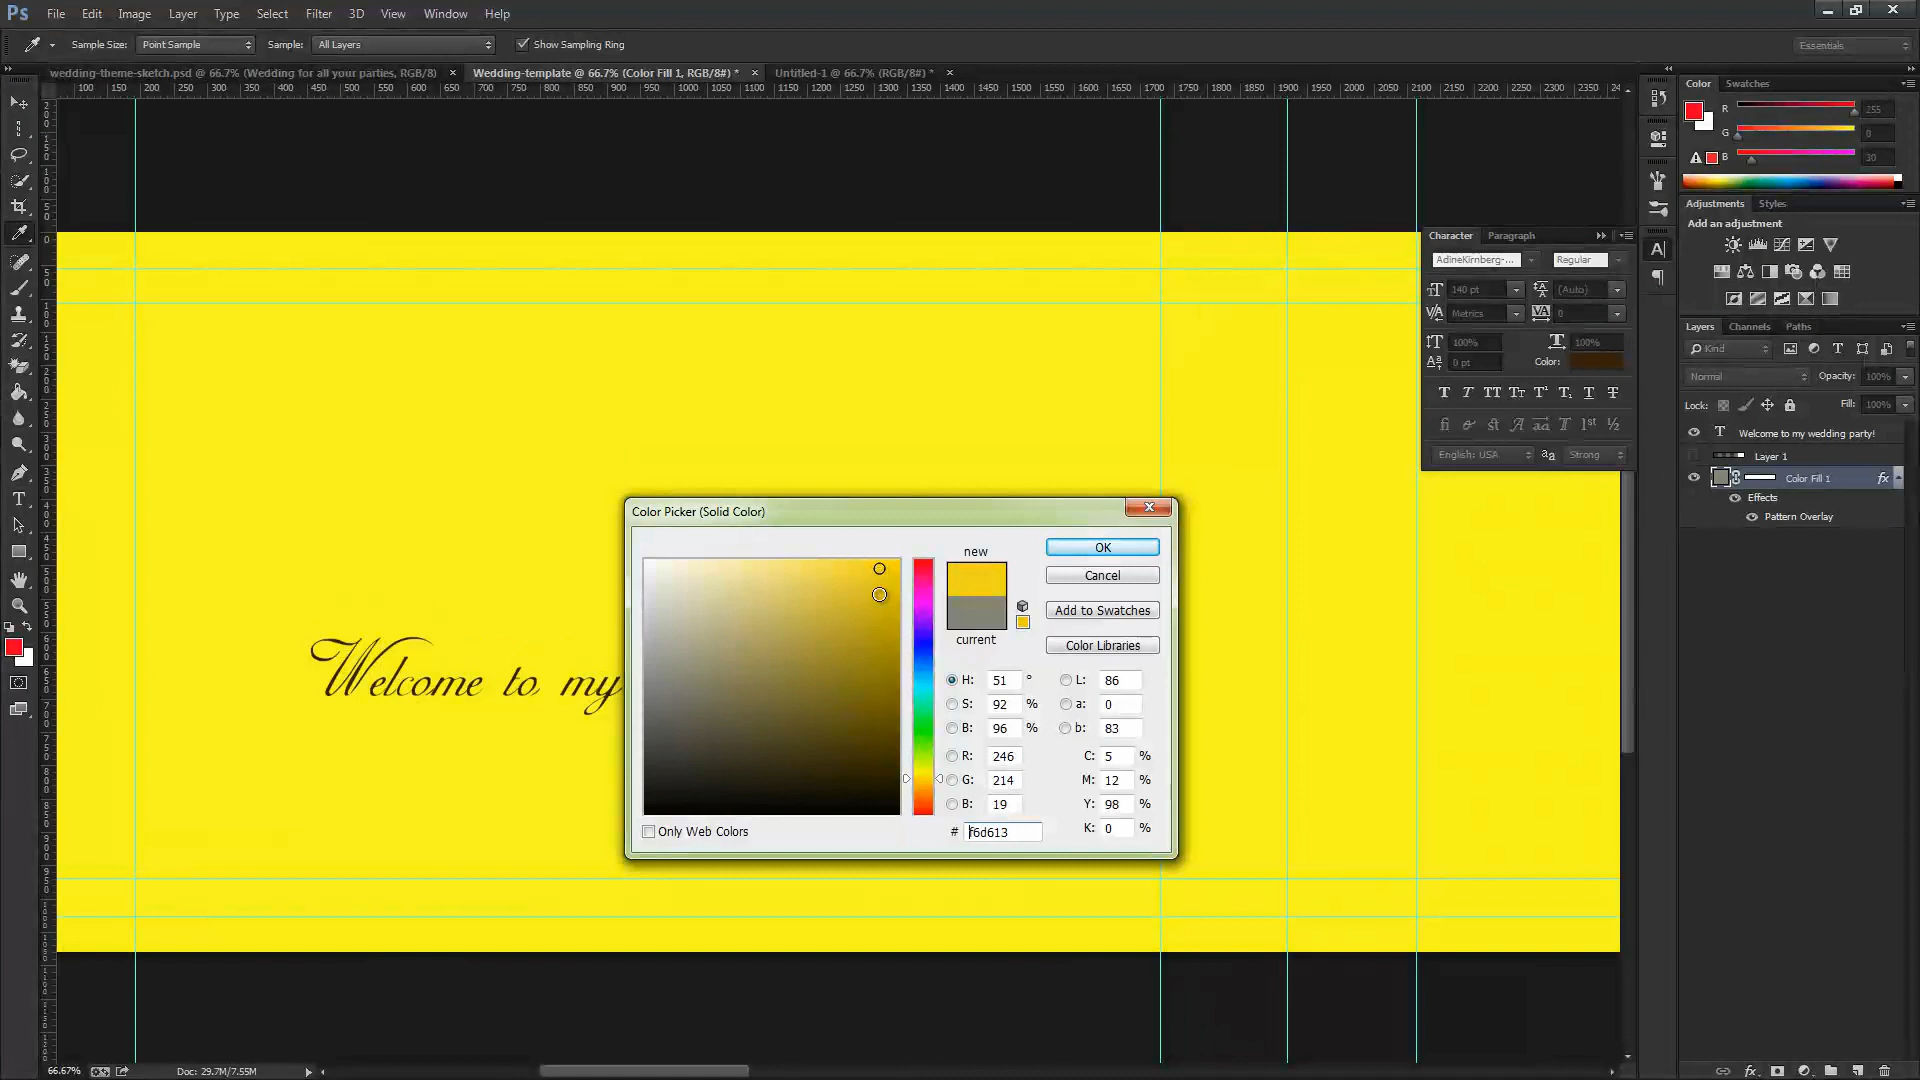 Ps File Edit Image Layer Type Select Filter 3D View Window Help
Sample Size: Point Sample Sample: All Layers Show Sampling Ring Essentials
wedding-theme-sketch.psd @ 66.7% (Wedding for all your parties, RGB/8) Wedding-template @ 66.7% (Color Fill 1, RGB/8#) * Untitled-1 @ 66.7% (RGB/8#) *
100 150 200 250 300 350 400 450 500 550 600 650 700 750 800 850 900 950 1000 1050 1100 1150 1200 1250 1300 1350 1400 1450 1500 1550 1600 1650 1700 1750 1800 1850 1900 1950 2000 2050 2100 2150 2200 2250 2300 2350
Color Swatches
R 255
G 0
B 30
Adjustments Styles
Add an adjustment
Character Paragraph
AdineKirnberg-... Regular
140 pt (Auto)
Metrics 0
100% 100%
0 pt Color:
English: USA aa Strong
Layers Channels Paths
Kind
Normal Opacity: 100%
Lock: Fill: 100%
Welcome to my wedding party!
Layer 1
Color Fill 1 fx
Effects
Pattern Overlay
Welcome to my
Color Picker (Solid Color)
new
current
OK
Cancel
Add to Swatches
Color Libraries
H: 51 ° L: 86
S: 92 % a: 0
B: 96 % b: 83
R: 246 C: 5 %
G: 214 M: 12 %
B: 19 Y: 98 %
# f6d613 K: 0 %
Only Web Colors
66.67% Doc: 29.7M/7.55M